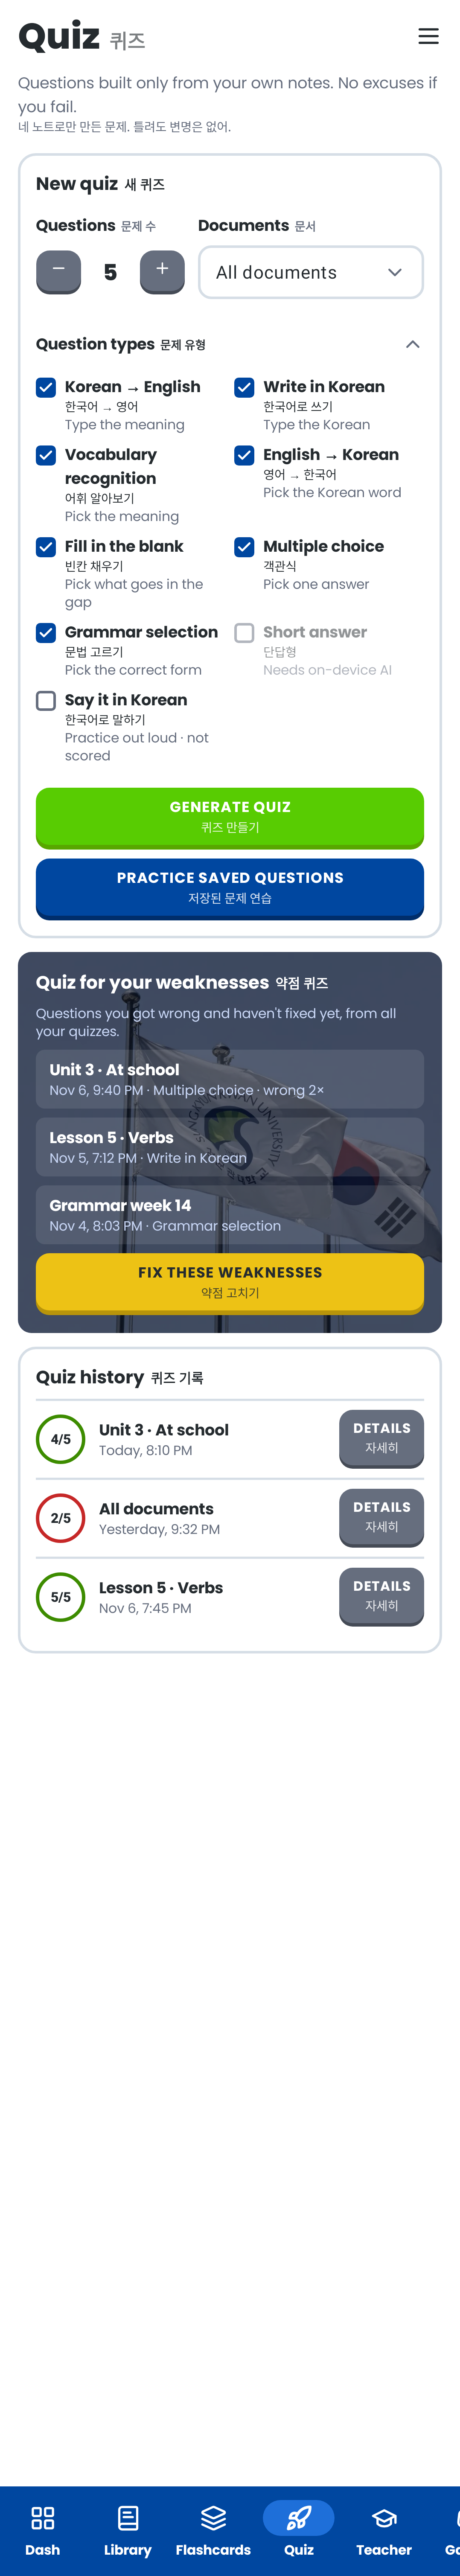 Quiz 퀴즈
Questions built only from your own notes. No excuses if
you fail.
네 노트로만 만든 문제. 틀려도 변명은 없어.
New quiz 새 퀴즈
Questions 문제 수
Documents 문서
− 5 +
All documents
Question types 문제 유형
Korean → English
한국어 → 영어
Type the meaning
Write in Korean
한국어로 쓰기
Type the Korean
Vocabulary
recognition
어휘 알아보기
Pick the meaning
English → Korean
영어 → 한국어
Pick the Korean word
Fill in the blank
빈칸 채우기
Pick what goes in the
gap
Multiple choice
객관식
Pick one answer
Grammar selection
문법 고르기
Pick the correct form
Short answer
단답형
Needs on-device AI
Say it in Korean
한국어로 말하기
Practice out loud · not
scored
GENERATE QUIZ
퀴즈 만들기
PRACTICE SAVED QUESTIONS
저장된 문제 연습
Quiz for your weaknesses 약점 퀴즈
Questions you got wrong and haven't fixed yet, from all
your quizzes.
Unit 3 · At school
Nov 6, 9:40 PM · Multiple choice · wrong 2×
Lesson 5 · Verbs
Nov 5, 7:12 PM · Write in Korean
Grammar week 14
Nov 4, 8:03 PM · Grammar selection
FIX THESE WEAKNESSES
약점 고치기
Quiz history 퀴즈 기록
4/5
Unit 3 · At school
Today, 8:10 PM
DETAILS
자세히
2/5
All documents
Yesterday, 9:32 PM
DETAILS
자세히
5/5
Lesson 5 · Verbs
Nov 6, 7:45 PM
DETAILS
자세히
Dash
Library
Flashcards
Quiz
Teacher